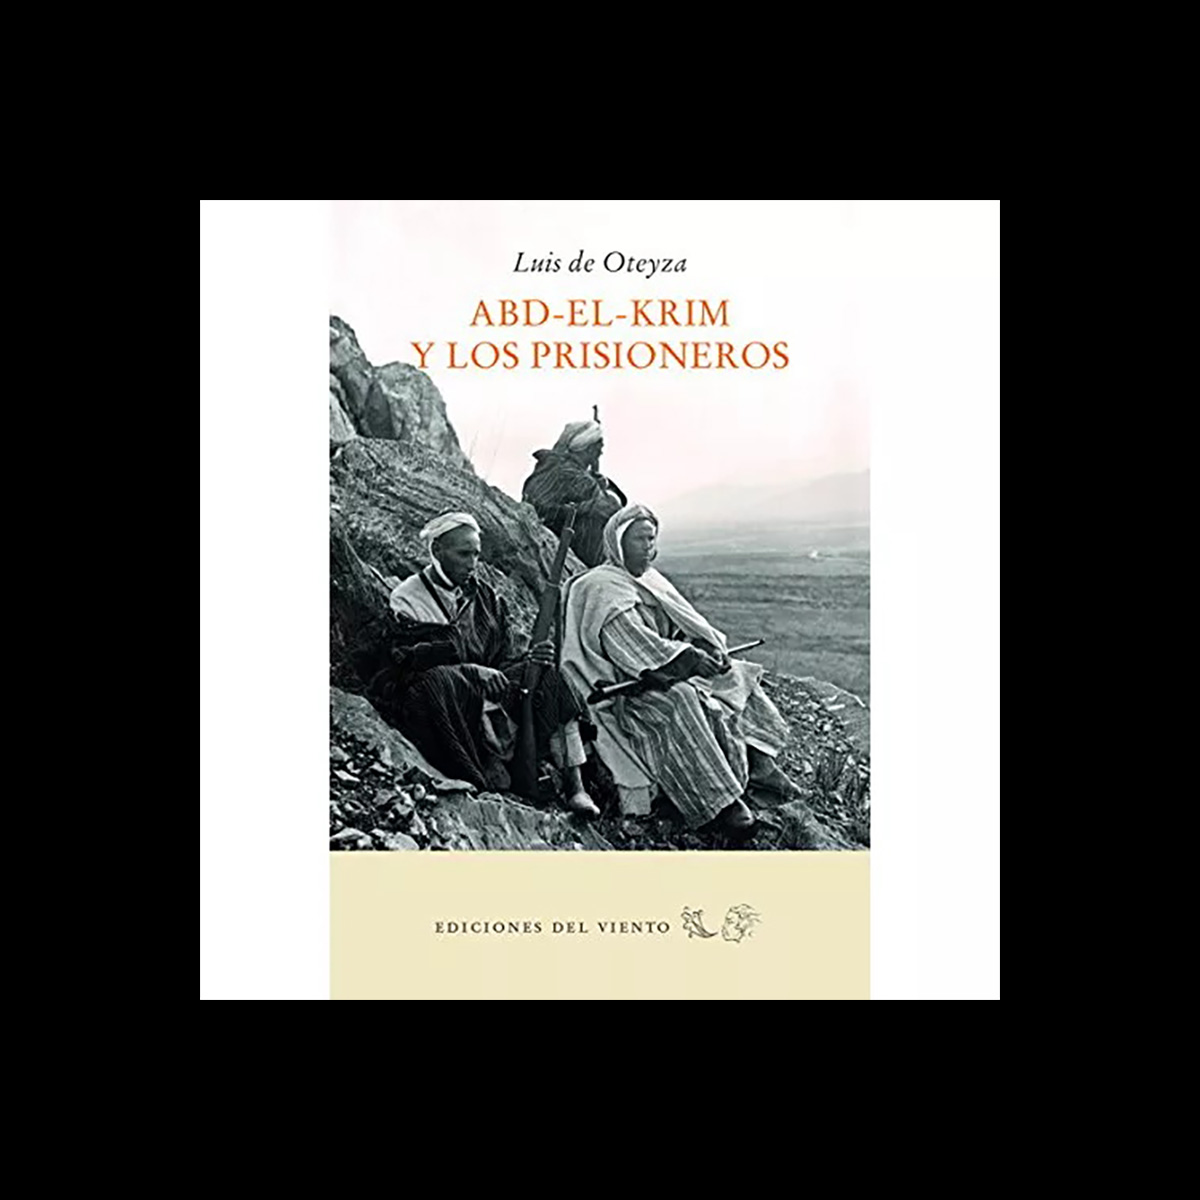 Luis de Oteyza
ABD-EL-KRIM
Y LOS PRISIONEROS
EDICIONES DEL VIENTO